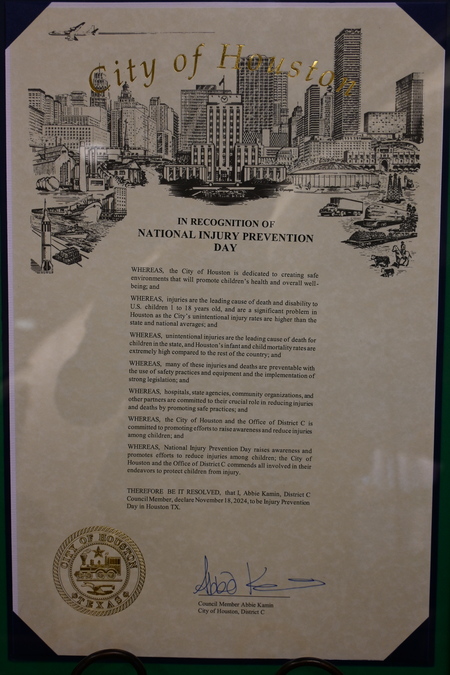 City of Houston
IN RECOGNITION OF
NATIONAL INJURY PREVENTION
DAY
WHEREAS, the City of Houston is dedicated to creating safe
environments that will promote children's health and overall well-
being; and
WHEREAS, injuries are the leading cause of death and disability to
U.S. children 1 to 18 years old, and are a significant problem in
Houston as the City's unintentional injury rates are higher than the
state and national averages; and
WHEREAS, unintentional injuries are the leading cause of death for
children in the state, and Houston's infant and child mortality rates are
extremely high compared to the rest of the country; and
WHEREAS, many of these injuries and deaths are preventable with
the use of safety practices and equipment and the implementation of
strong legislation; and
WHEREAS, hospitals, state agencies, community organizations, and
other partners are committed to their crucial role in reducing injuries
and deaths by promoting safe practices; and
WHEREAS, the City of Houston and the Office of District C is
committed to promoting efforts to raise awareness and reduce injuries
among children; and
WHEREAS, National Injury Prevention Day raises awareness and
promotes efforts to reduce injuries among children; the City of
Houston and the Office of District C commends all involved in their
endeavors to protect children from injury.
THEREFORE BE IT RESOLVED, that I, Abbie Kamin, District C
Council Member, declare November 18, 2024, to be Injury Prevention
Day in Houston TX.
CITY OF HOUSTON
TEXAS
Council Member Abbie Kamin
City of Houston, District C